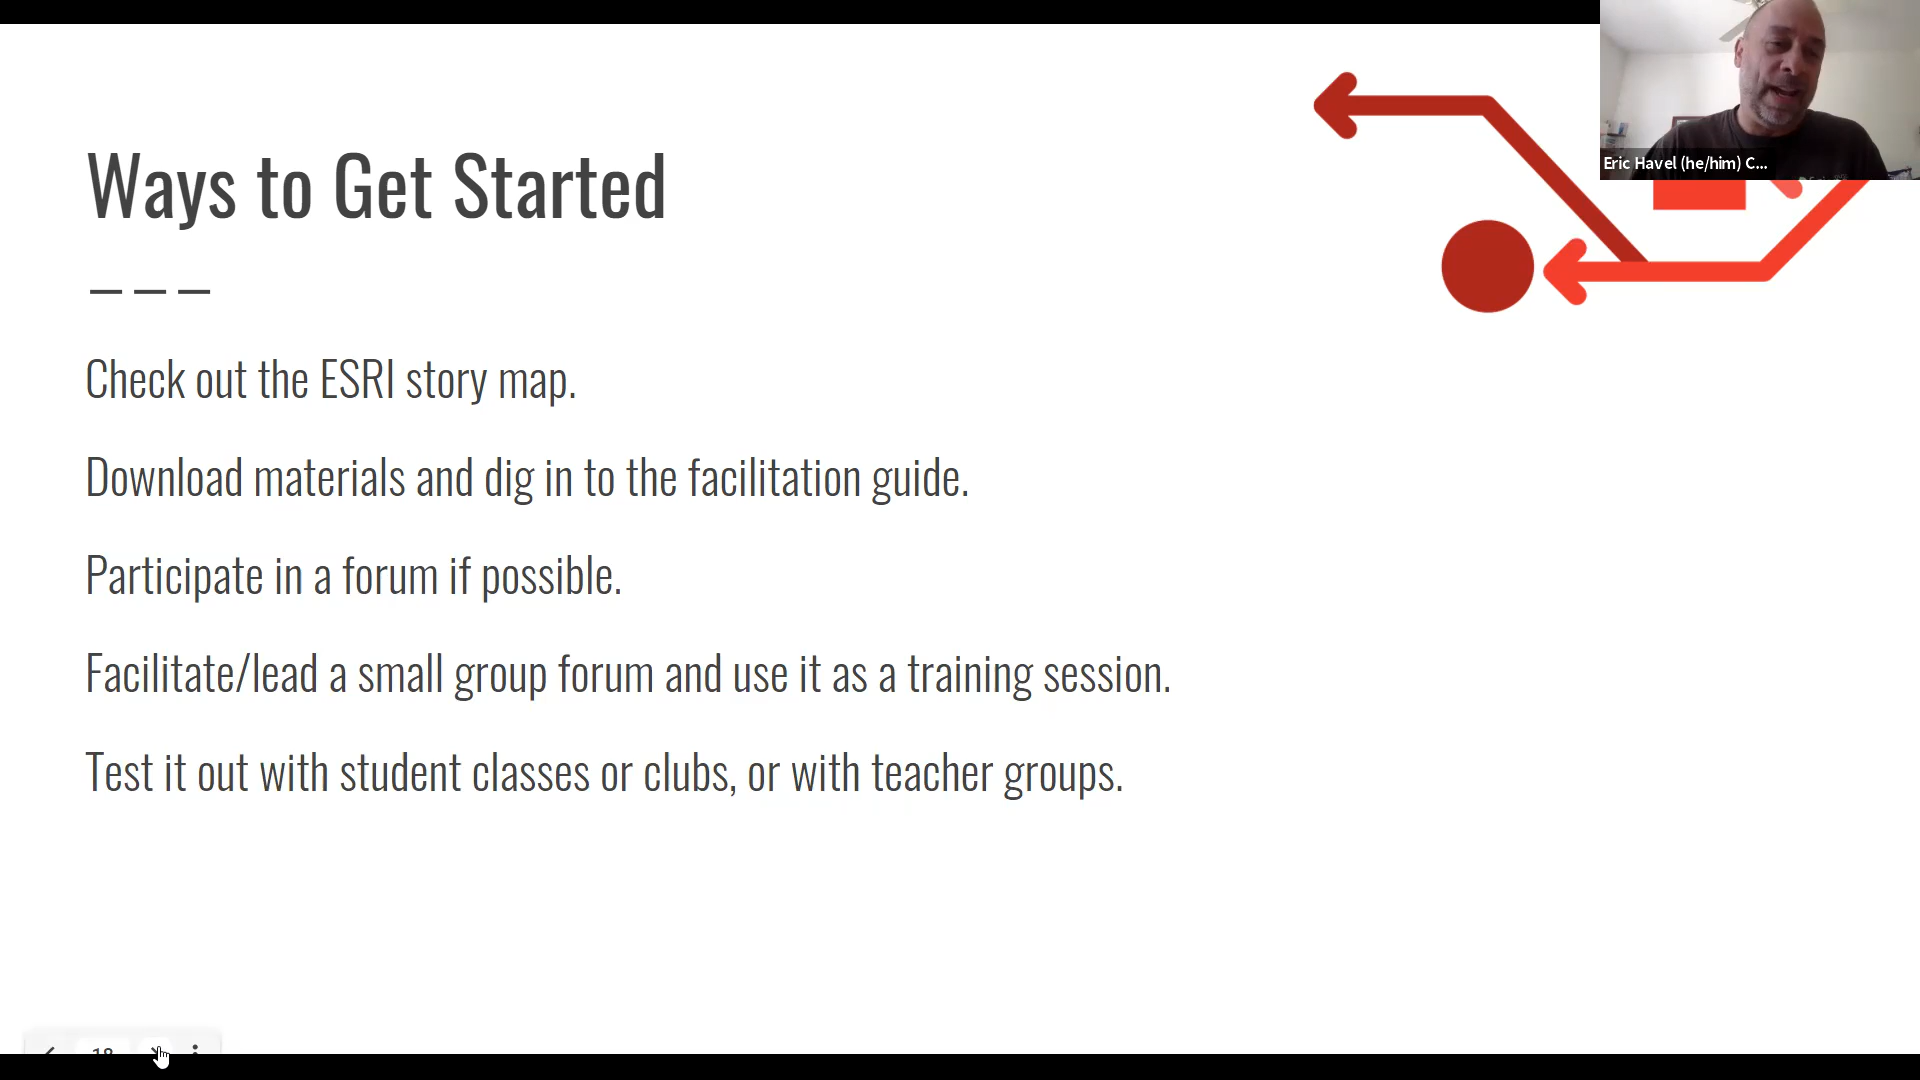 Ways to Get Started
Check out the ESRI story map.
Download materials and dig in to the facilitation guide.
Participate in a forum if possible.
Facilitate/lead a small group forum and use it as a training session.
Test it out with student classes or clubs, or with teacher groups.
Eric Havel (he/him) C...
18